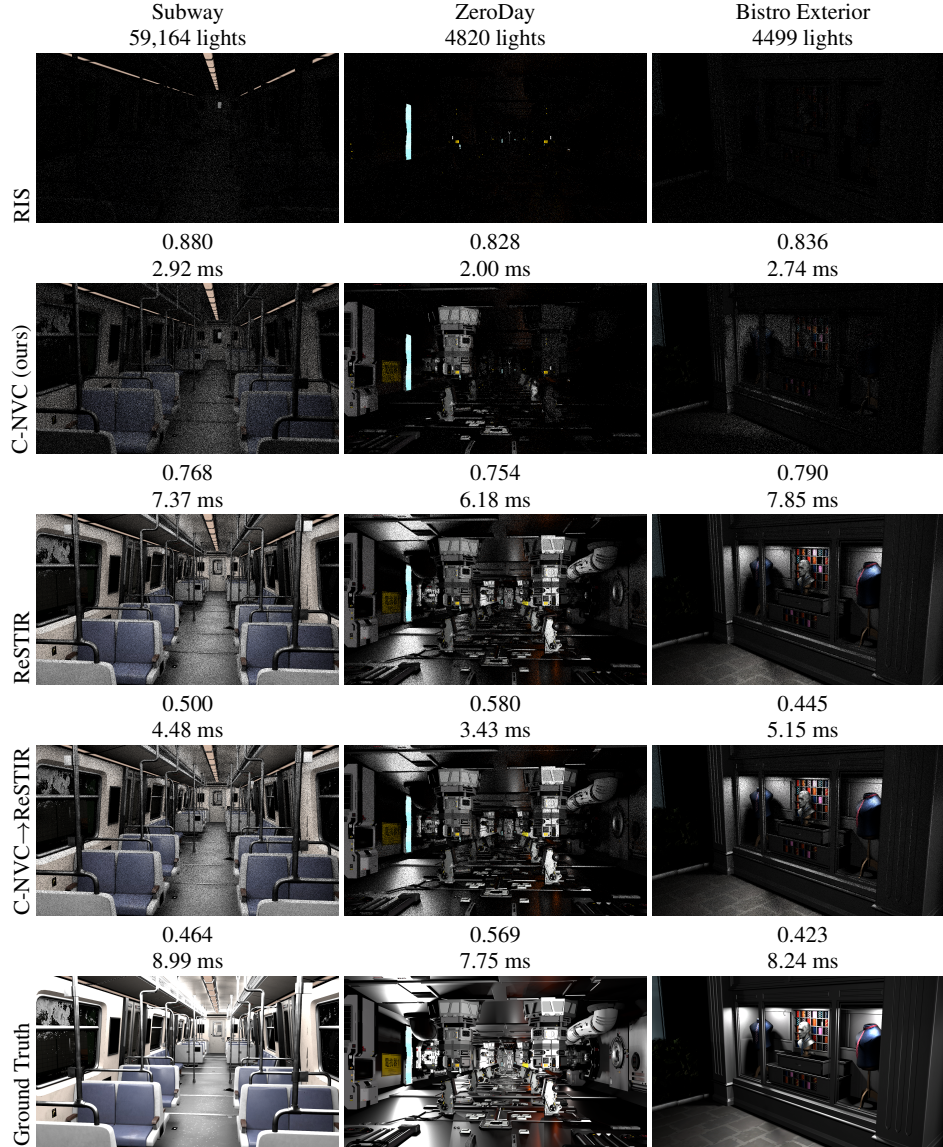 Subway
59,164 lights
ZeroDay
4820 lights
Bistro Exterior
4499 lights
RIS
0.880
2.92 ms
0.828
2.00 ms
0.836
2.74 ms
C-NVC (ours)
0.768
7.37 ms
0.754
6.18 ms
0.790
7.85 ms
ReSTIR
0.500
4.48 ms
0.580
3.43 ms
0.445
5.15 ms
C-NVC→ReSTIR
0.464
8.99 ms
0.569
7.75 ms
0.423
8.24 ms
Ground Truth